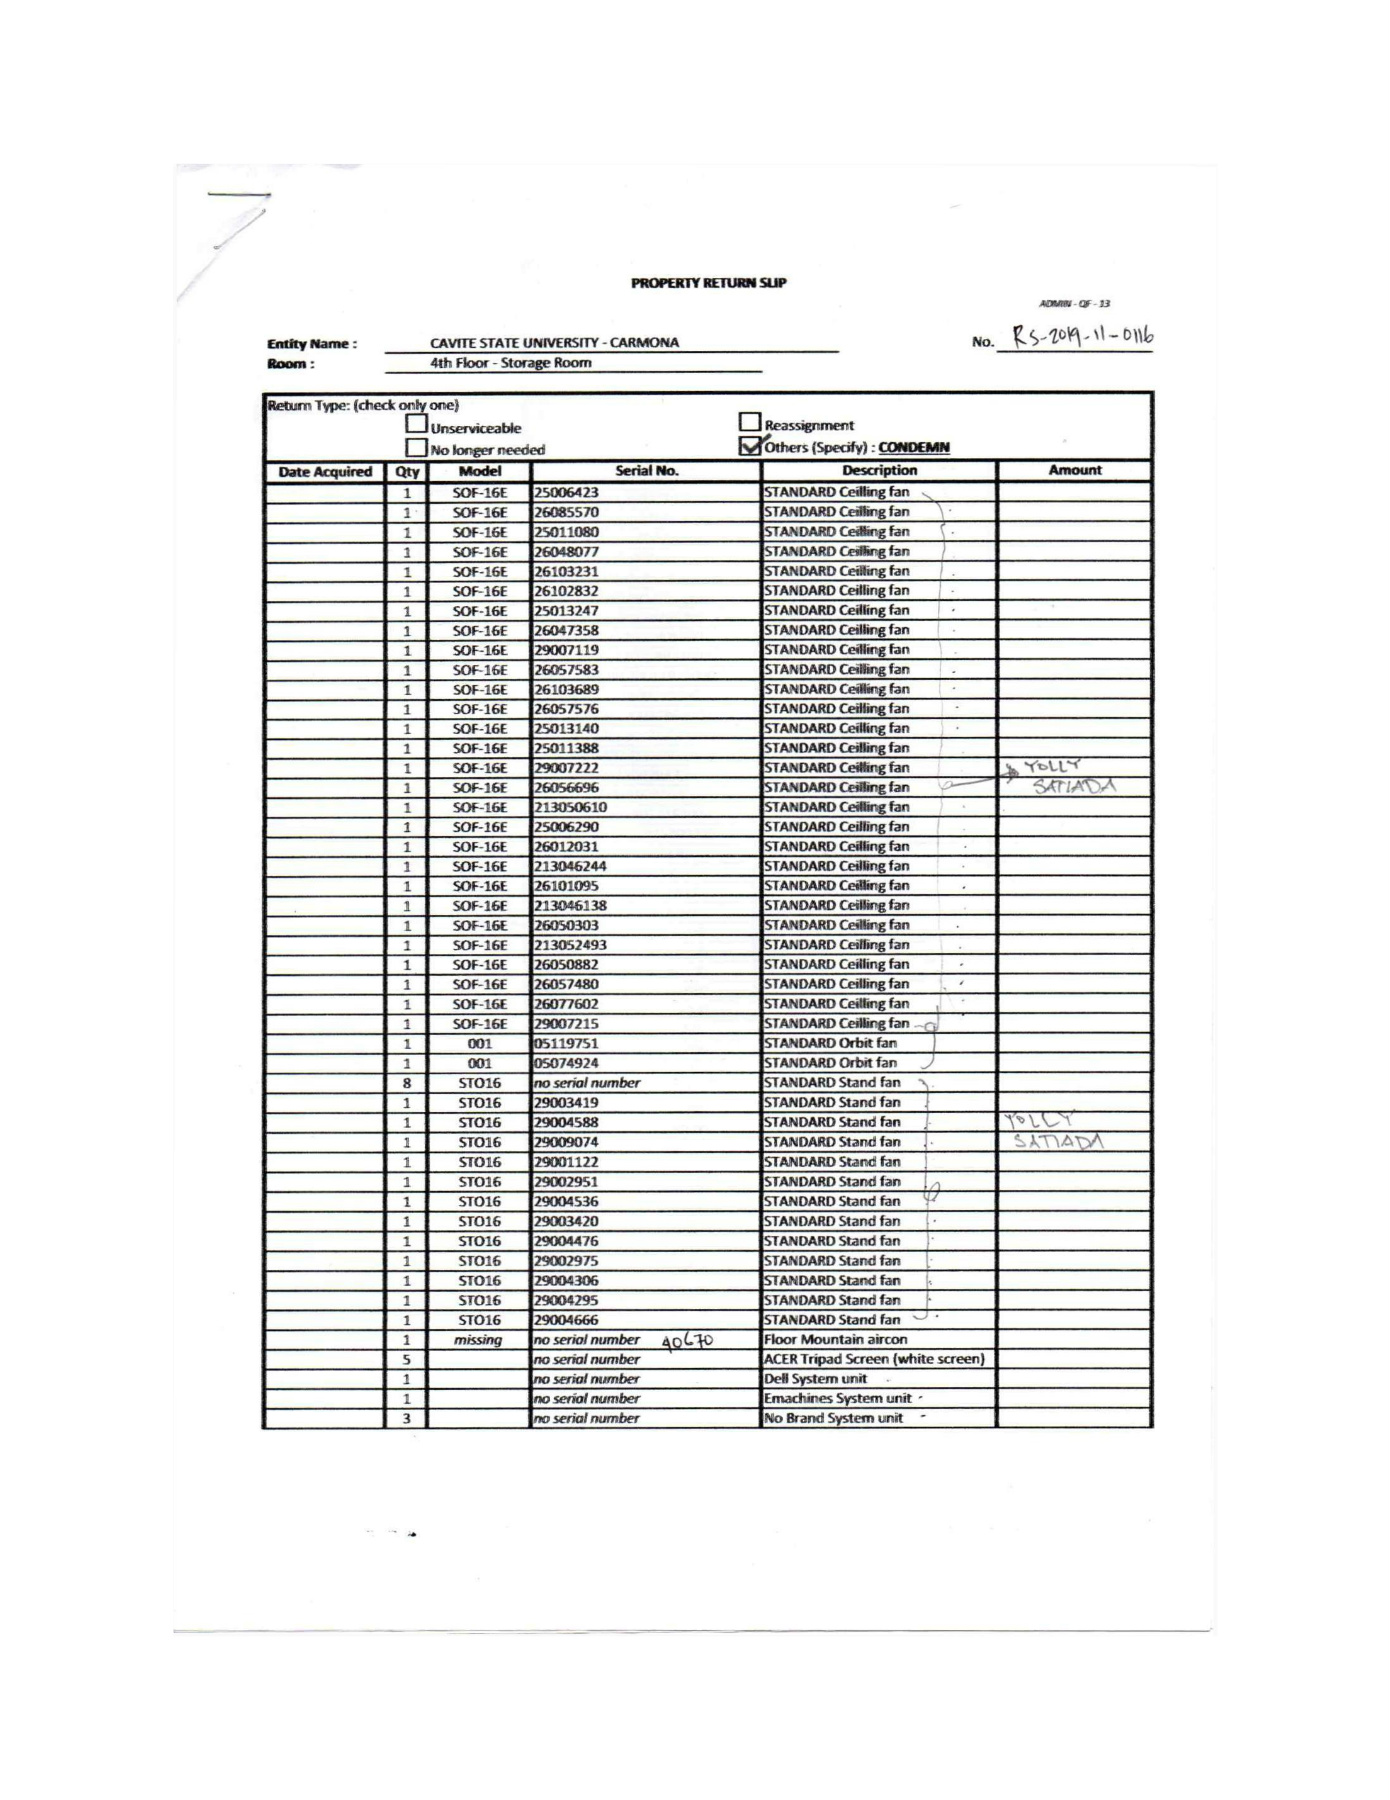 PROPERTY RETURN SLIP
ADMIN - QF - 13
Entity Name : CAVITE STATE UNIVERSITY - CARMONA No. RS-2019-11-0116
Room : 4th Floor - Storage Room
Return Type: (check only one)
Unserviceable Reassignment
No longer needed Others (Specify) : CONDEMN
Date Acquired Qty Model Serial No. Description Amount
1 SOF-16E 25006423 STANDARD Ceilling fan
1 SOF-16E 26085570 STANDARD Ceilling fan
1 SOF-16E 25011080 STANDARD Ceilling fan
1 SOF-16E 26048077 STANDARD Ceilling fan
1 SOF-16E 26103231 STANDARD Ceilling fan
1 SOF-16E 26102832 STANDARD Ceilling fan
1 SOF-16E 25013247 STANDARD Ceilling fan
1 SOF-16E 26047358 STANDARD Ceilling fan
1 SOF-16E 29007119 STANDARD Ceilling fan
1 SOF-16E 26057583 STANDARD Ceilling fan
1 SOF-16E 26103689 STANDARD Ceilling fan
1 SOF-16E 26057576 STANDARD Ceilling fan
1 SOF-16E 25013140 STANDARD Ceilling fan
1 SOF-16E 25011388 STANDARD Ceilling fan
1 SOF-16E 29007222 STANDARD Ceilling fan YOLLY
1 SOF-16E 26056696 STANDARD Ceilling fan SATIADA
1 SOF-16E 213050610 STANDARD Ceilling fan
1 SOF-16E 25006290 STANDARD Ceilling fan
1 SOF-16E 26012031 STANDARD Ceilling fan
1 SOF-16E 213046244 STANDARD Ceilling fan
1 SOF-16E 26101095 STANDARD Ceilling fan
1 SOF-16E 213046138 STANDARD Ceilling fan
1 SOF-16E 26050303 STANDARD Ceilling fan
1 SOF-16E 213052493 STANDARD Ceilling fan
1 SOF-16E 26050882 STANDARD Ceilling fan
1 SOF-16E 26057480 STANDARD Ceilling fan
1 SOF-16E 26077602 STANDARD Ceilling fan
1 SOF-16E 29007215 STANDARD Ceilling fan
1 001 05119751 STANDARD Orbit fan
1 001 05074924 STANDARD Orbit fan
8 STO16 no serial number STANDARD Stand fan
1 STO16 29003419 STANDARD Stand fan
1 STO16 29004588 STANDARD Stand fan YOLLY
1 STO16 29009074 STANDARD Stand fan SATIADA
1 STO16 29001122 STANDARD Stand fan
1 STO16 29002951 STANDARD Stand fan
1 STO16 29004536 STANDARD Stand fan
1 STO16 29003420 STANDARD Stand fan
1 STO16 29004476 STANDARD Stand fan
1 STO16 29002975 STANDARD Stand fan
1 STO16 29004306 STANDARD Stand fan
1 STO16 29004295 STANDARD Stand fan
1 STO16 29004666 STANDARD Stand fan
1 missing no serial number 40670 Floor Mountain aircon
5 no serial number ACER Tripad Screen (white screen)
1 no serial number Dell System unit
1 no serial number Emachines System unit
3 no serial number No Brand System unit